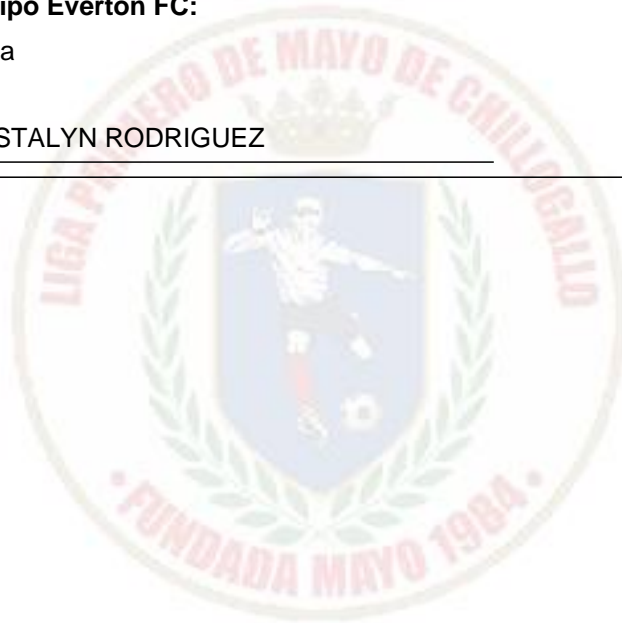 ipo Everton FC:
a
STALYN RODRIGUEZ
LIGA PRIMERO DE MAYO DE CHILLOGALLO
• FUNDADA MAYO 1984 •